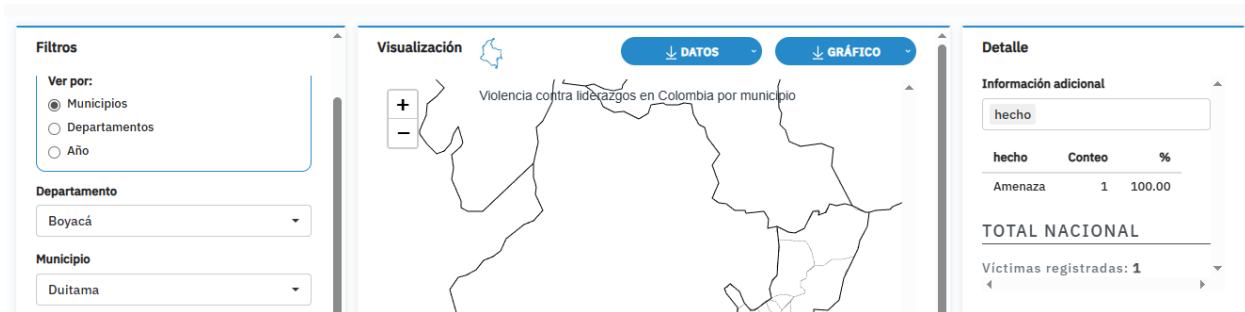 Filtros
Ver por:
Municipios
Departamentos
Año
Departamento
Boyacá
Municipio
Duitama
Visualización
DATOS
GRÁFICO
+
−
Violencia contra liderazgos en Colombia por municipio
Detalle
Información adicional
hecho
hecho Conteo %
Amenaza 1 100.00
TOTAL NACIONAL
Víctimas registradas: 1